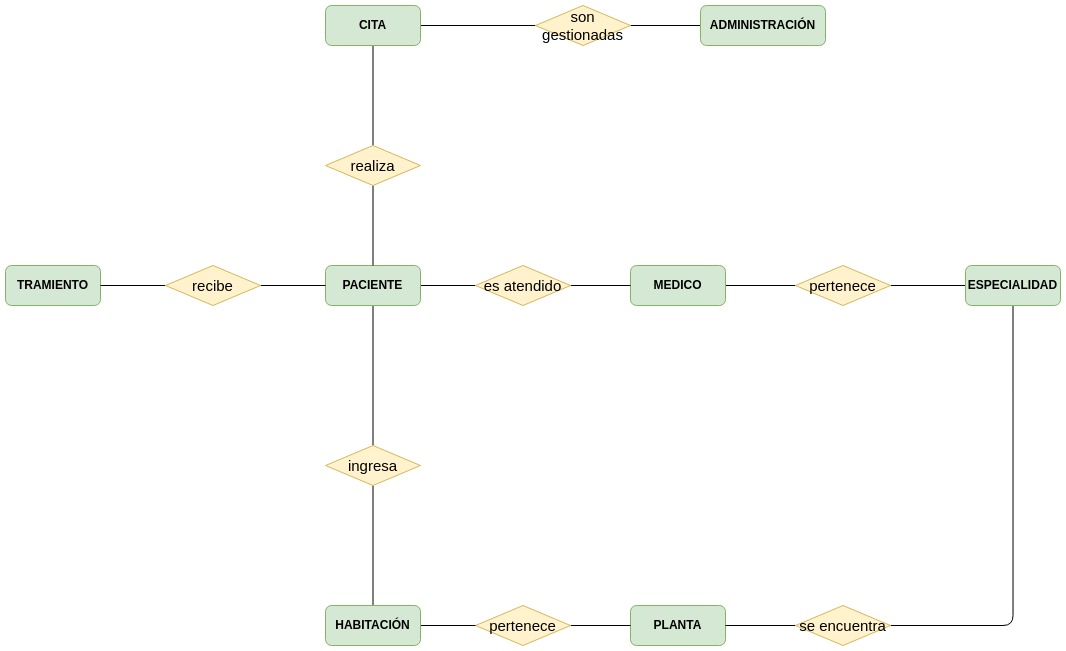 CITA
son
gestionadas
ADMINISTRACIÓN
realiza
TRAMIENTO
recibe
PACIENTE
es atendido
MEDICO
pertenece
ESPECIALIDAD
ingresa
HABITACIÓN
pertenece
PLANTA
se encuentra